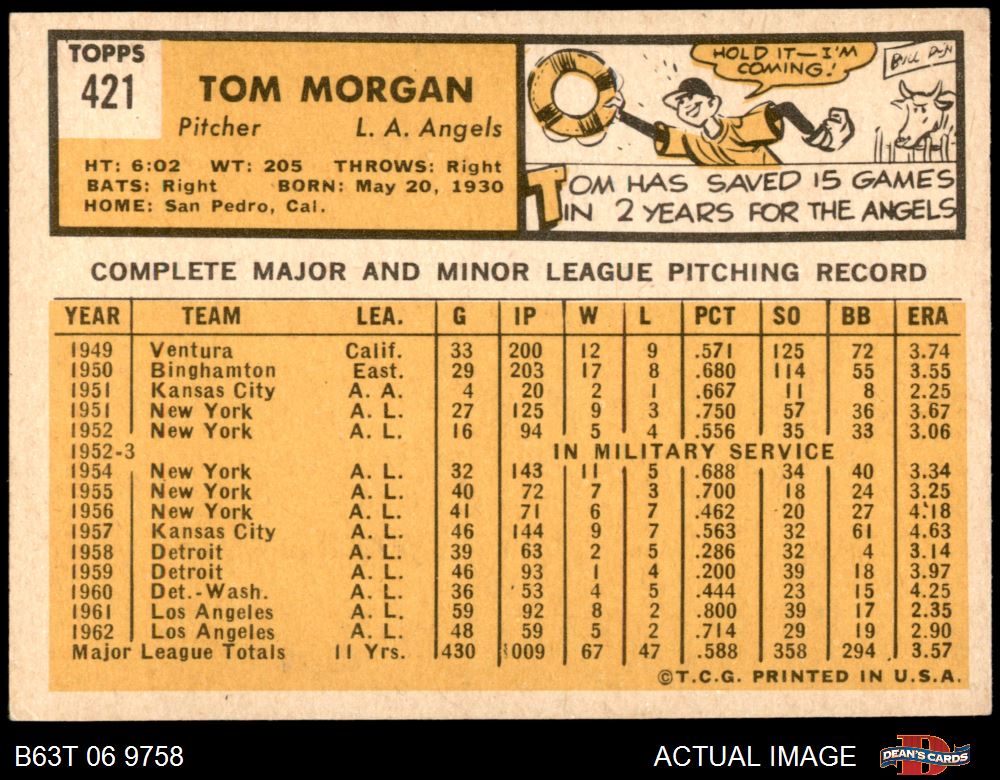 TOPPS
421
TOM MORGAN
Pitcher L. A. Angels
HT: 6:02 WT: 205 THROWS: Right
BATS: Right BORN: May 20, 1930
HOME: San Pedro, Cal.
HOLD IT—I'M
COMING!
TOM HAS SAVED 15 GAMES
IN 2 YEARS FOR THE ANGELS
COMPLETE MAJOR AND MINOR LEAGUE PITCHING RECORD
YEAR TEAM LEA. G IP W L PCT SO BB ERA
1949 Ventura Calif. 33 200 12 9 .571 125 72 3.74
1950 Binghamton East. 29 203 17 8 .680 114 55 3.55
1951 Kansas City A. A. 4 20 2 1 .667 11 8 2.25
1951 New York A. L. 27 125 9 3 .750 57 36 3.67
1952 New York A. L. 16 94 5 4 .556 35 33 3.06
1952-3 IN MILITARY SERVICE
1954 New York A. L. 32 143 11 5 .688 34 40 3.34
1955 New York A. L. 40 72 7 3 .700 18 24 3.25
1956 New York A. L. 41 71 6 7 .462 20 27 4.18
1957 Kansas City A. L. 46 144 9 7 .563 32 61 4.63
1958 Detroit A. L. 39 63 2 5 .286 32 4 3.14
1959 Detroit A. L. 46 93 1 4 .200 39 18 3.97
1960 Det.-Wash. A. L. 36 53 4 5 .444 23 15 4.25
1961 Los Angeles A. L. 59 92 8 2 .800 39 17 2.35
1962 Los Angeles A. L. 48 59 5 2 .714 29 19 2.90
Major League Totals 11 Yrs. 430 1009 67 47 .588 358 294 3.57
©T.C.G. PRINTED IN U.S.A.
B63T 06 9758 ACTUAL IMAGE DEAN'S CARDS